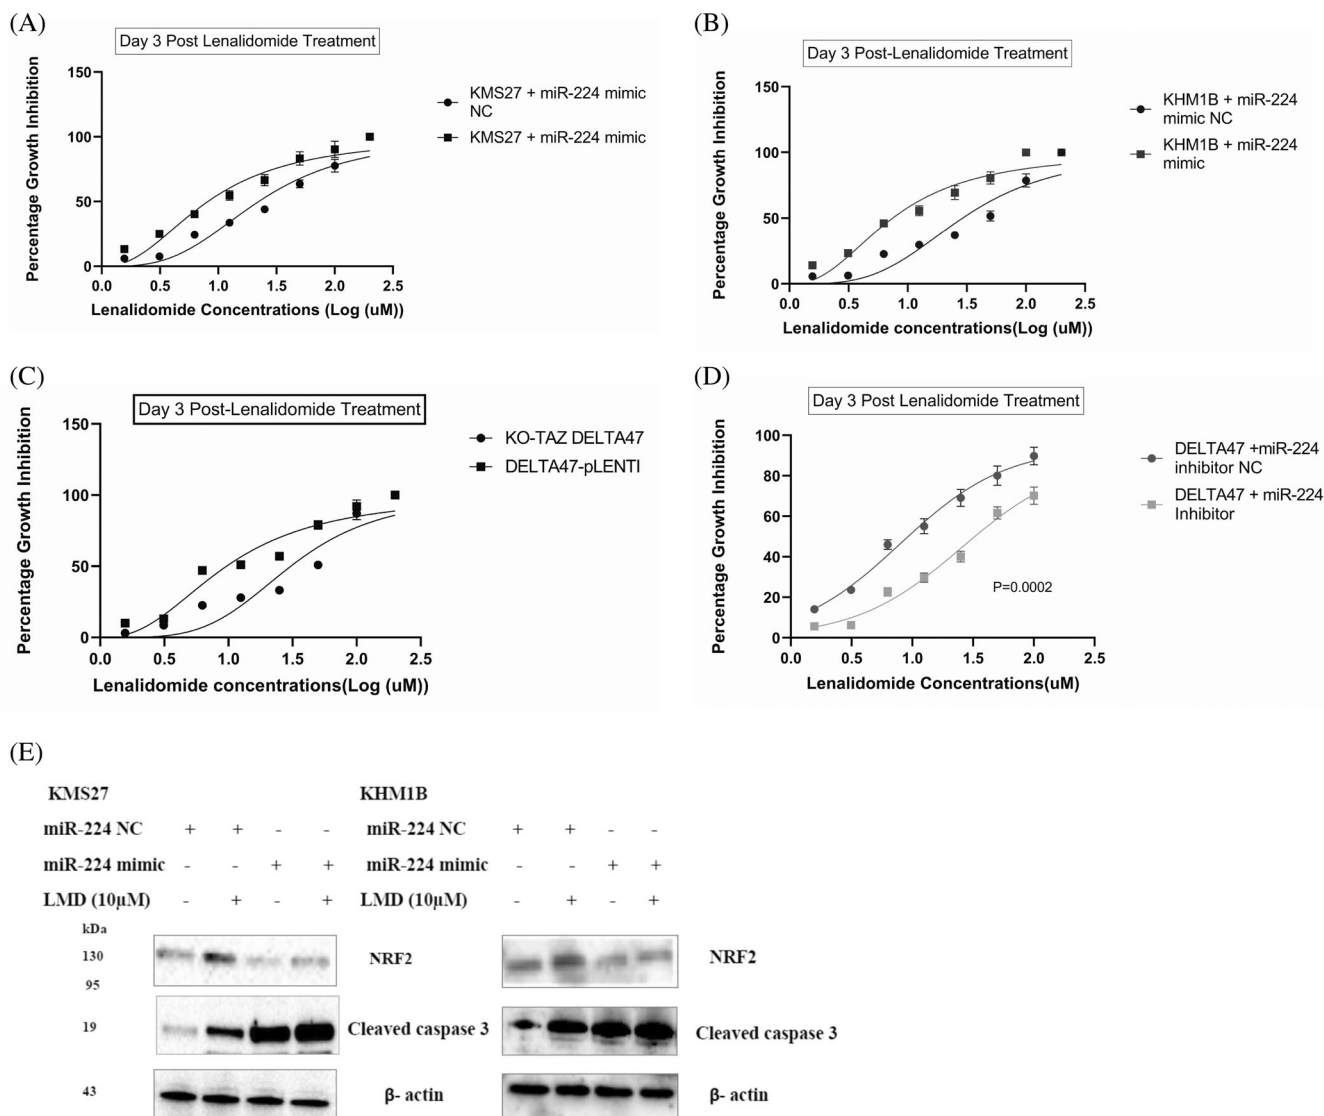 (A)
Day 3 Post Lenalidomide Treatment
Percentage Growth Inhibition
150
100
50
0
0.0 0.5 1.0 1.5 2.0 2.5
Lenalidomide Concentrations (Log (uM))
KMS27 + miR-224 mimic
NC
KMS27 + miR-224 mimic
(B)
Day 3 Post-Lenalidomide Treatment
Percentage Growth Inhibition
150
100
50
0
0.0 0.5 1.0 1.5 2.0 2.5
Lenalidomide concentrations(Log (uM))
KHM1B + miR-224
mimic NC
KHM1B + miR-224
mimic
(C)
Day 3 Post-Lenalidomide Treatment
Percentage Growth Inhibition
150
100
50
0
0.0 0.5 1.0 1.5 2.0 2.5
Lenalidomide concentrations(Log (uM))
KO-TAZ DELTA47
DELTA47-pLENTI
(D)
Day 3 Post Lenalidomide Treatment
Percentage Growth Inhibition
100
80
60
40
20
0
0.0 0.5 1.0 1.5 2.0 2.5
Lenalidomide Concentrations(uM)
P=0.0002
DELTA47 +miR-224
inhibitor NC
DELTA47 + miR-224
Inhibitor
(E)
KMS27
miR-224 NC + + - -
miR-224 mimic - - + +
LMD (10µM) - + - +
kDa
130
95
19
43
NRF2
Cleaved caspase 3
β- actin
KHM1B
miR-224 NC + + - -
miR-224 mimic - - + +
LMD (10µM) - + - +
NRF2
Cleaved caspase 3
β- actin